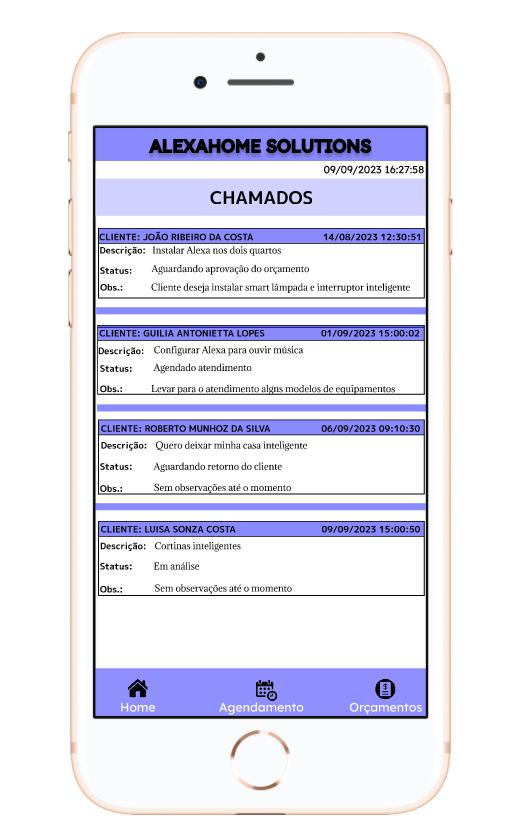 ALEXAHOME SOLUTIONS
09/09/2023 16:27:58
CHAMADOS
CLIENTE: JOÃO RIBEIRO DA COSTA 14/08/2023 12:30:51
Descrição: Instalar Alexa nos dois quartos
Status: Aguardando aprovação do orçamento
Obs.: Cliente deseja instalar smart lâmpada e interruptor inteligente
CLIENTE: GUILIA ANTONIETTA LOPES 01/09/2023 15:00:02
Descrição: Configurar Alexa para ouvir música
Status: Agendado atendimento
Obs.: Levar para o atendimento algns modelos de equipamentos
CLIENTE: ROBERTO MUNHOZ DA SILVA 06/09/2023 09:10:30
Descrição: Quero deixar minha casa inteligente
Status: Aguardando retorno do cliente
Obs.: Sem observações até o momento
CLIENTE: LUISA SONZA COSTA 09/09/2023 15:00:50
Descrição: Cortinas inteligentes
Status: Em análise
Obs.: Sem observações até o momento
Home Agendamento Orçamentos